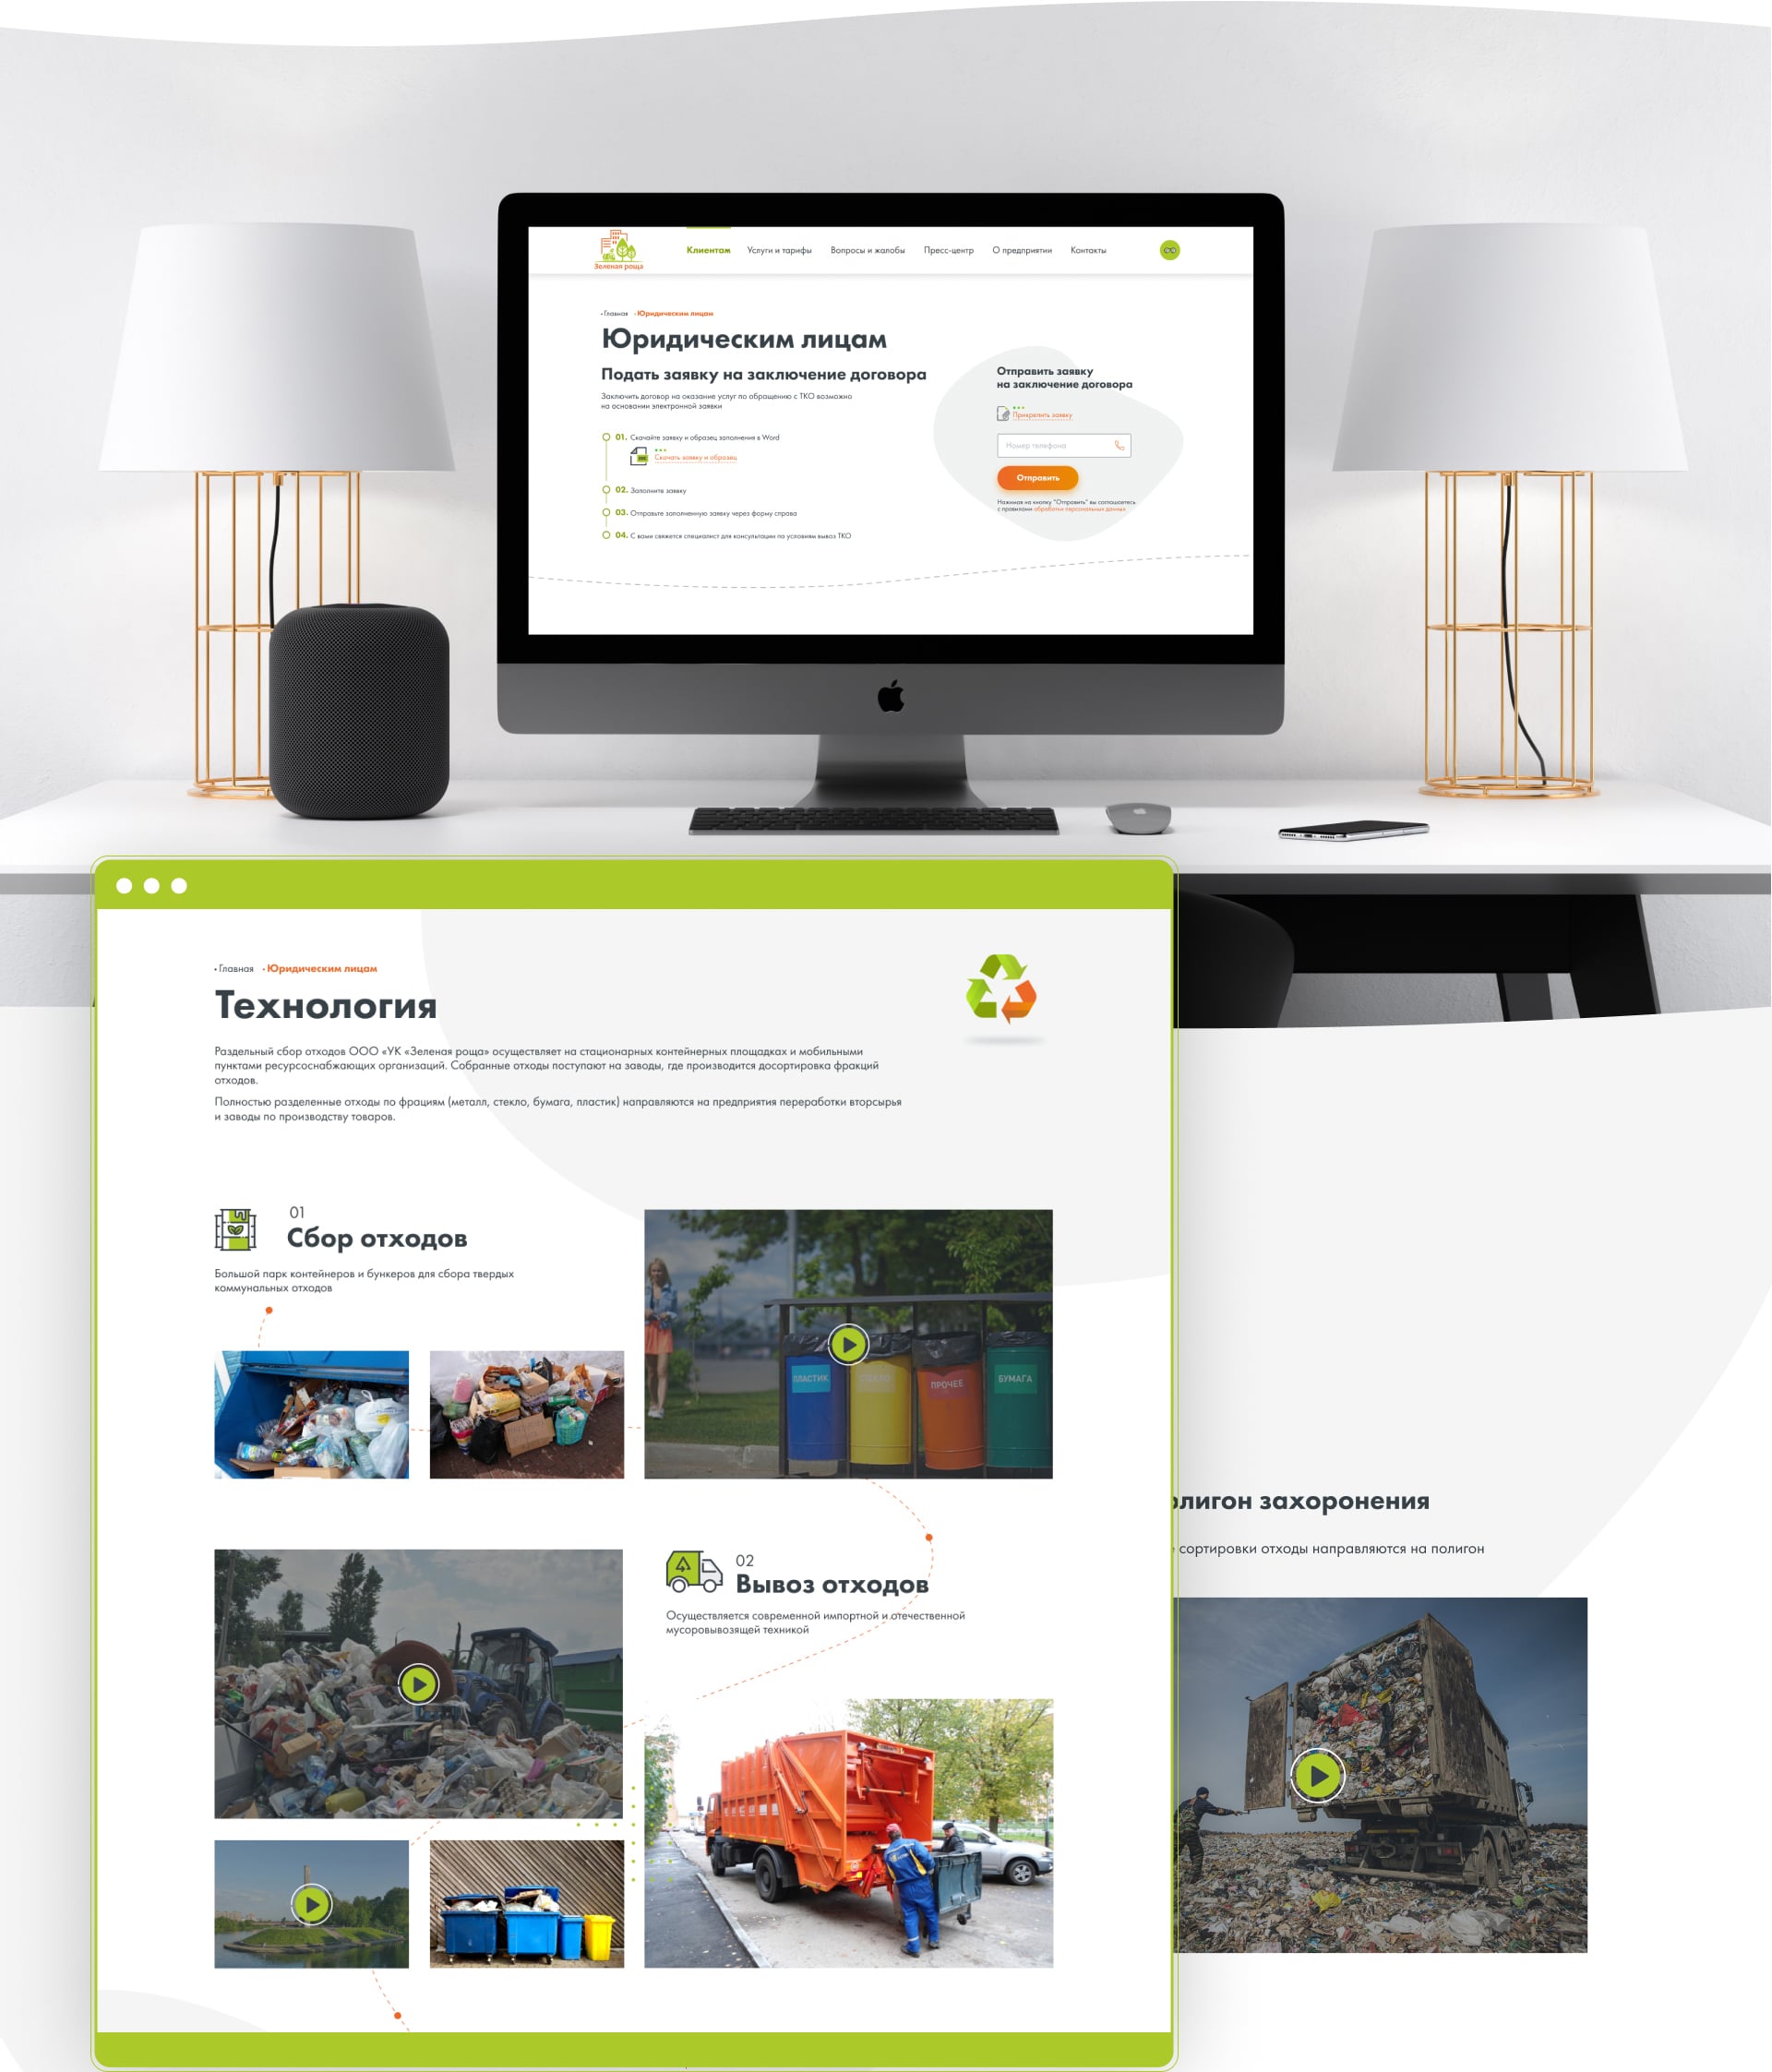 Зеленая роща
Клиентам Услуги и тарифы Вопросы и жалобы Пресс-центр О предприятии Контакты
• Главная • Юридическим лицам
Юридическим лицам
Подать заявку на заключение договора
Заключить договор на оказание услуг по обращению с ТКО возможно
на основании электронной заявки
01. Скачайте заявку и образец заполнения в Word
Скачать заявку и образец
02. Заполните заявку
03. Отправьте заполненную заявку через форму справа
04. С вами свяжется специалист для консультации по условиям вывоз ТКО
Отправить заявку
на заключение договора
Прикрепить заявку
Номер телефона
Отправить
Нажимая на кнопку "Отправить" вы соглашаетесь
с правилами обработки персональных данных
• Главная • Юридическим лицам
Технология
Раздельный сбор отходов ООО «УК «Зеленая роща» осуществляет на стационарных контейнерных площадках и мобильными
пунктами ресурсоснабжающих организаций. Собранные отходы поступают на заводы, где производится досортировка фракций
отходов.
Полностью разделенные отходы по фрациям (металл, стекло, бумага, пластик) направляются на предприятия переработки вторсырья
и заводы по производству товаров.
01
Сбор отходов
Большой парк контейнеров и бункеров для сбора твердых
коммунальных отходов
ПЛАСТИК
ПРОЧЕЕ
БУМАГА
02
Вывоз отходов
Осуществляется современной импортной и отечественной
мусоровывозящей техникой
олигон захоронения
сортировки отходы направляются на полигон